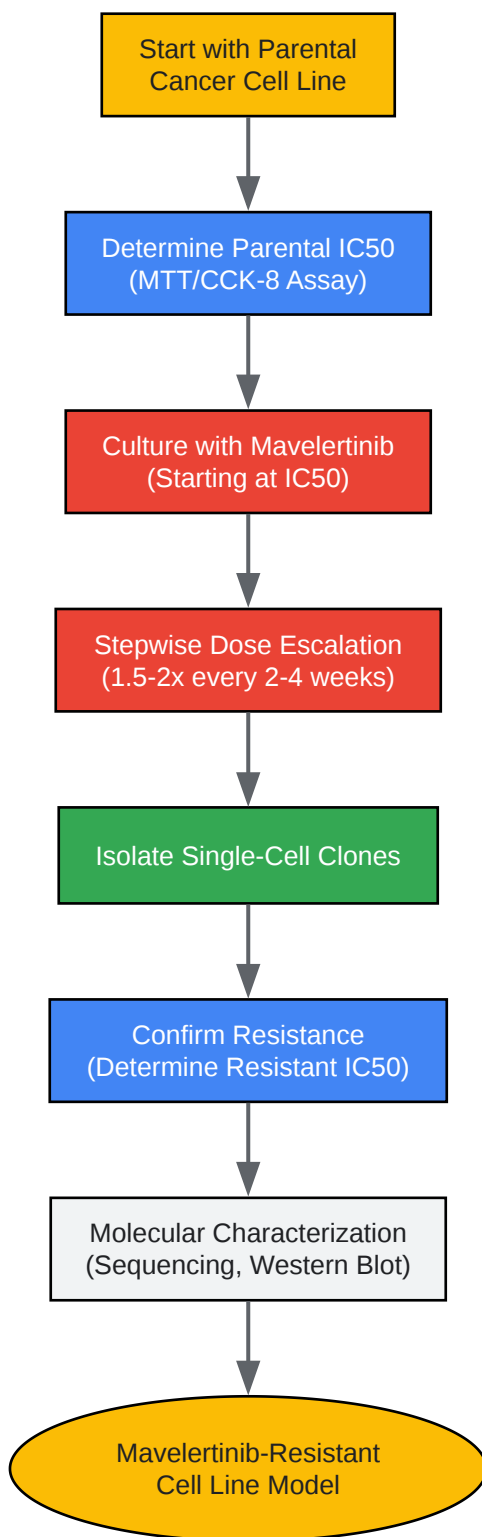 Start with Parental
Cancer Cell Line
Determine Parental IC50
(MTT/CCK-8 Assay)
Culture with Mavelertinib
(Starting at IC50)
Stepwise Dose Escalation
(1.5-2x every 2-4 weeks)
Isolate Single-Cell Clones
Confirm Resistance
(Determine Resistant IC50)
Molecular Characterization
(Sequencing, Western Blot)
Mavelertinib-Resistant
Cell Line Model